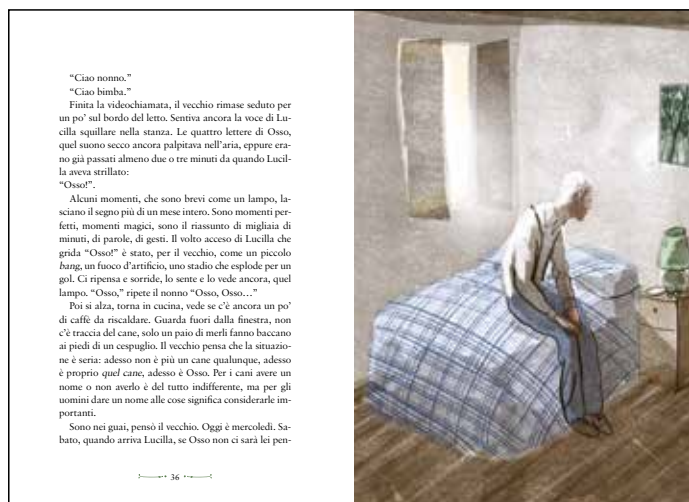 “Ciao nonno.”
“Ciao bimba.”
Finita la videochiamata, il vecchio rimase seduto per
un po’ sul bordo del letto. Sentiva ancora la voce di Lu-
cilla squillare nella stanza. Le quattro lettere di Osso,
quel suono secco ancora palpitava nell’aria, eppure era-
no già passati almeno due o tre minuti da quando Lucil-
la aveva strillato:
“Osso!”.
Alcuni momenti, che sono brevi come un lampo, la-
sciano il segno più di un mese intero. Sono momenti per-
fetti, momenti magici, sono il riassunto di migliaia di
minuti, di parole, di gesti. Il volto acceso di Lucilla che
grida “Osso!” è stato, per il vecchio, come un piccolo
bang, un fuoco d’artificio, uno stadio che esplode per un
gol. Ci ripensa e sorride, lo sente e lo vede ancora, quel
lampo. “Osso,” ripete il nonno “Osso, Osso…”
Poi si alza, torna in cucina, vede se c’è ancora un po’
di caffè da riscaldare. Guarda fuori dalla finestra, non
c’è traccia del cane, solo un paio di merli fanno baccano
ai piedi di un cespuglio. Il vecchio pensa che la situazio-
ne è seria: adesso non è più un cane qualunque, adesso
è proprio quel cane, adesso è Osso. Per i cani avere un
nome o non averlo è del tutto indifferente, ma per gli
uomini dare un nome alle cose significa considerarle im-
portanti.
Sono nei guai, pensò il vecchio. Oggi è mercoledì. Sa-
bato, quando arriva Lucilla, se Osso non ci sarà lei pen-
36